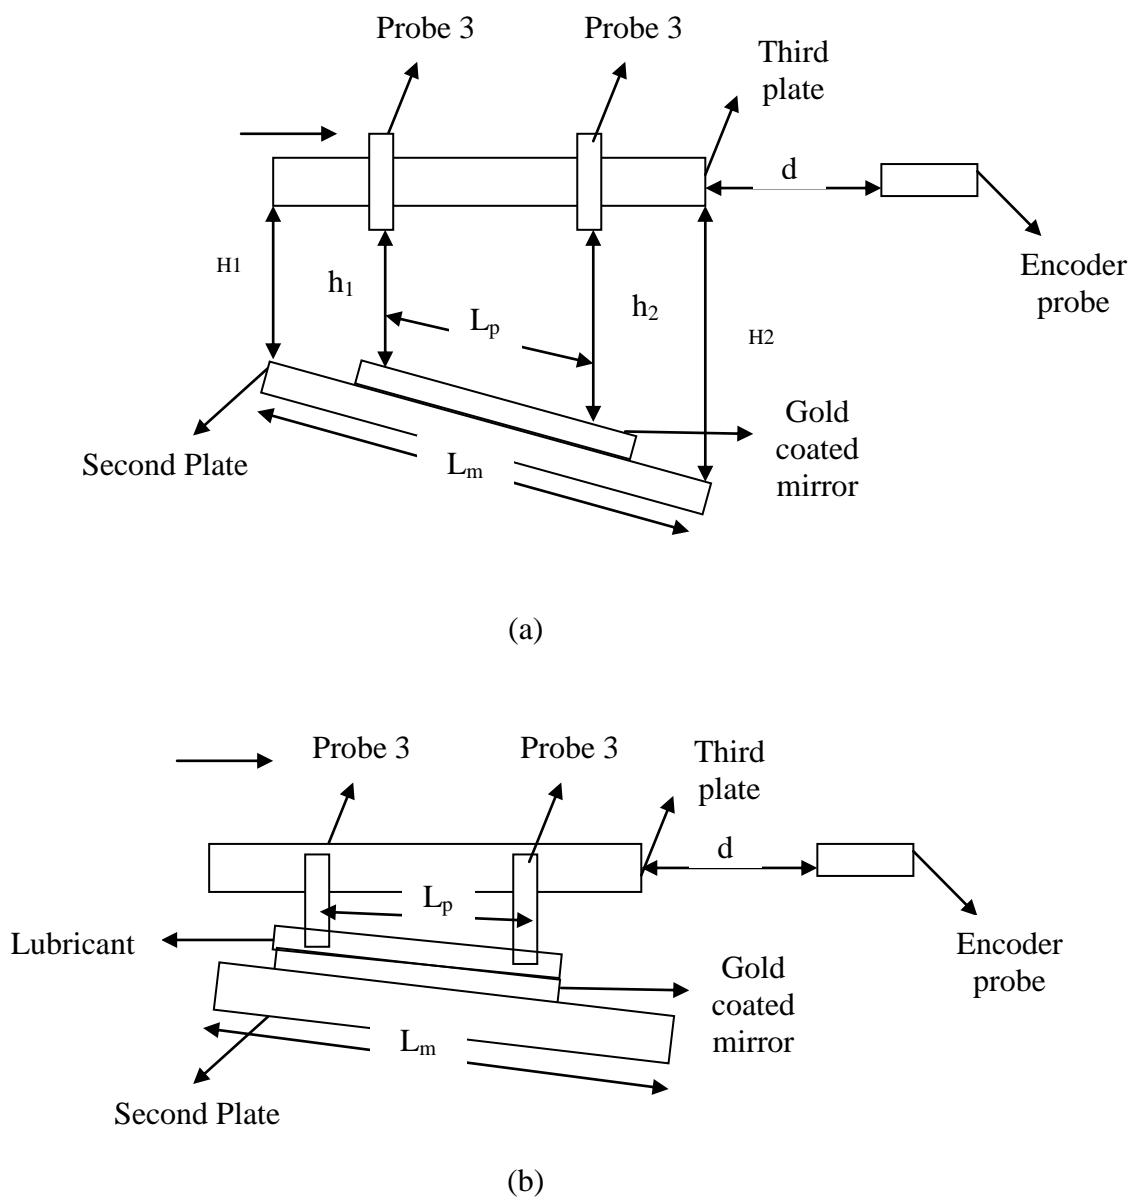 Probe 3
Probe 3
Third
plate
d
H1
h1
Lp
h2
H2
Encoder
probe
Second Plate
Lm
Gold
coated
mirror
(a)
Probe 3
Probe 3
Third
plate
d
Lp
Lubricant
Encoder
probe
Gold
coated
mirror
Lm
Second Plate
(b)